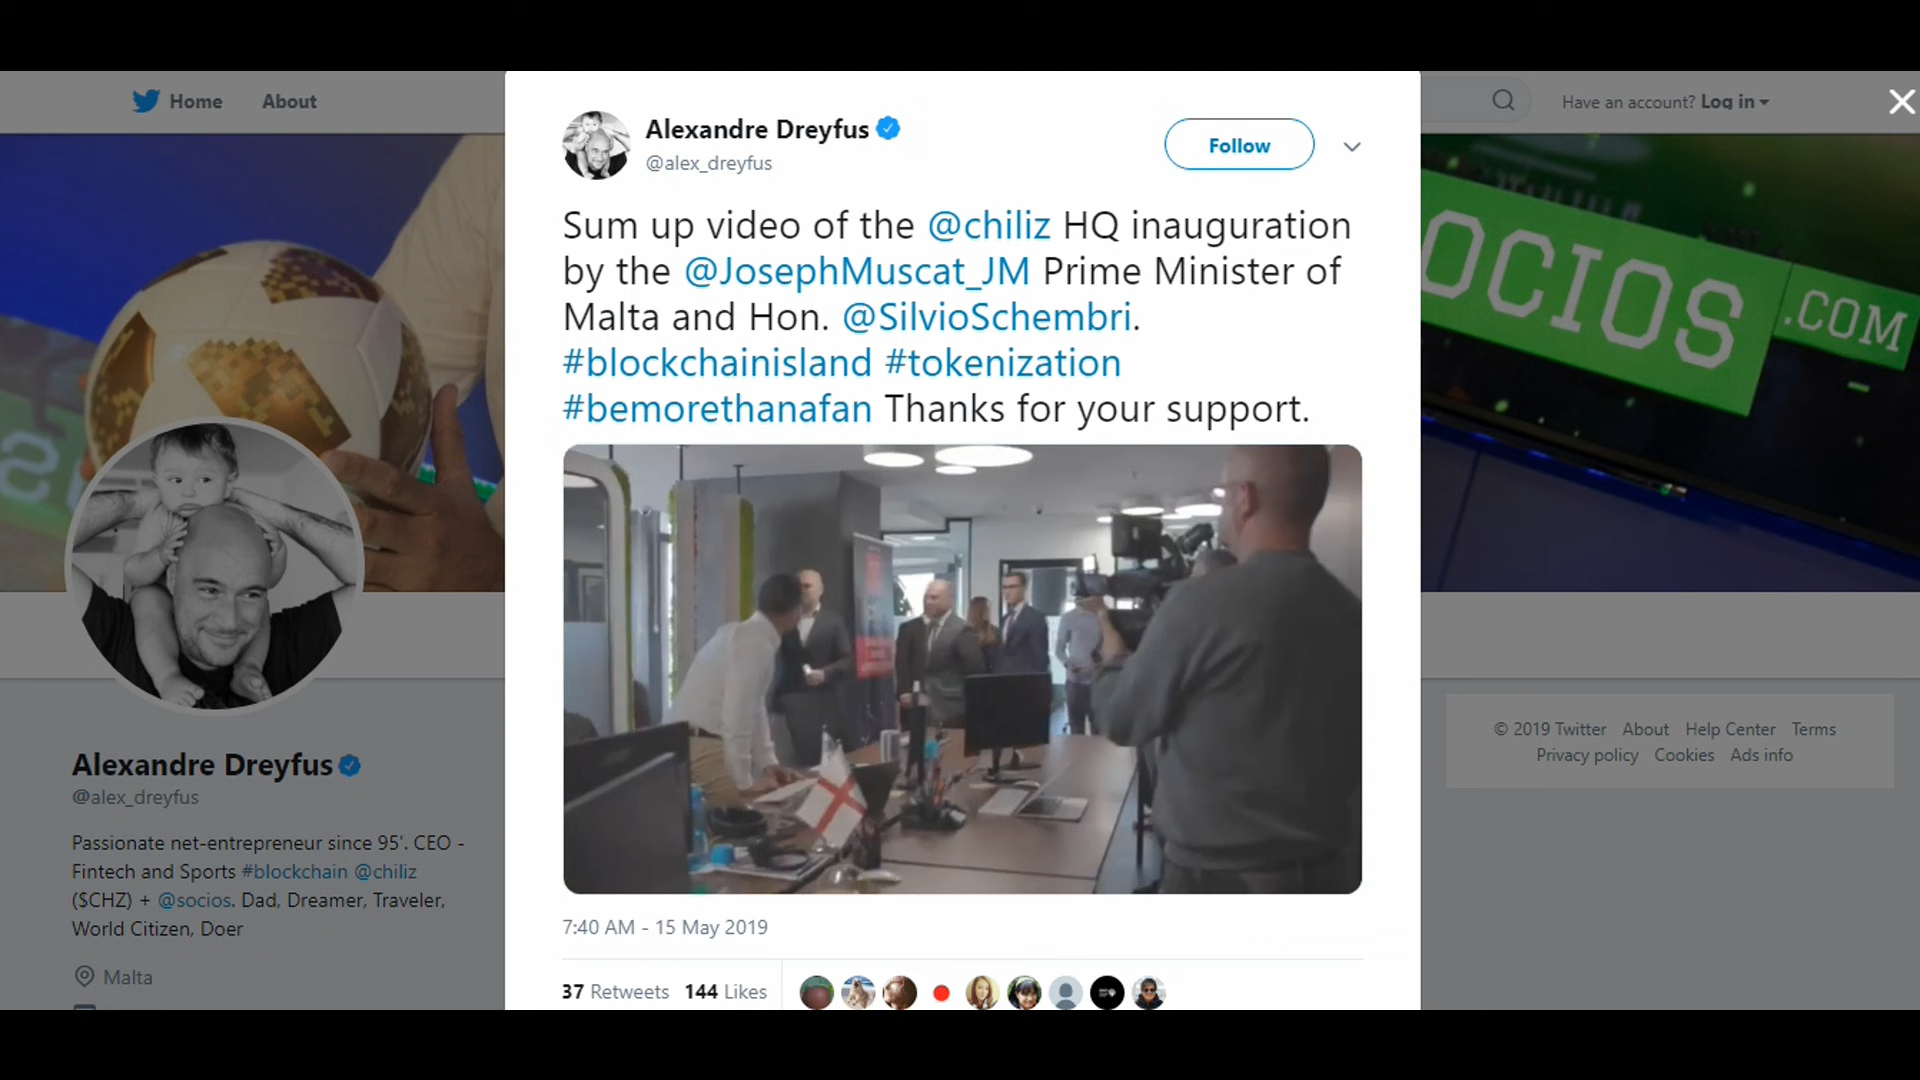 Home About
Have an account? Log in
Alexandre Dreyfus
@alex_dreyfus
Follow
Sum up video of the @chiliz HQ inauguration
by the @JosephMuscat_JM Prime Minister of
Malta and Hon. @SilvioSchembri.
#blockchainisland #tokenization
#bemorethanafan Thanks for your support.
7:40 AM - 15 May 2019
37 Retweets 144 Likes
OCIOS
.COM
Alexandre Dreyfus
@alex_dreyfus
Passionate net-entrepreneur since 95'. CEO -
Fintech and Sports #blockchain @chiliz
($CHZ) + @socios. Dad, Dreamer, Traveler,
World Citizen, Doer
Malta
© 2019 Twitter About Help Center Terms
Privacy policy Cookies Ads info